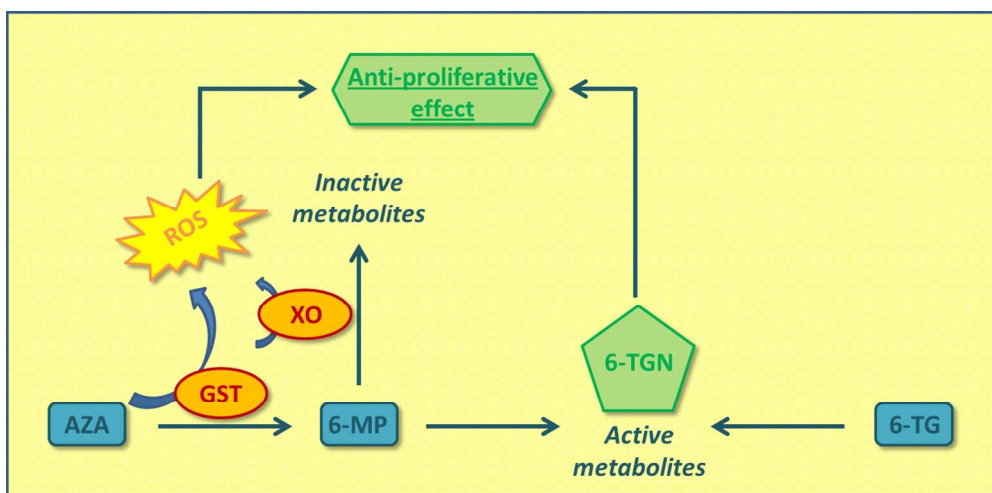 Anti-proliferative
effect
Inactive
metabolites
ROS
XO
6-TGN
GST
AZA
6-MP
Active
metabolites
6-TG